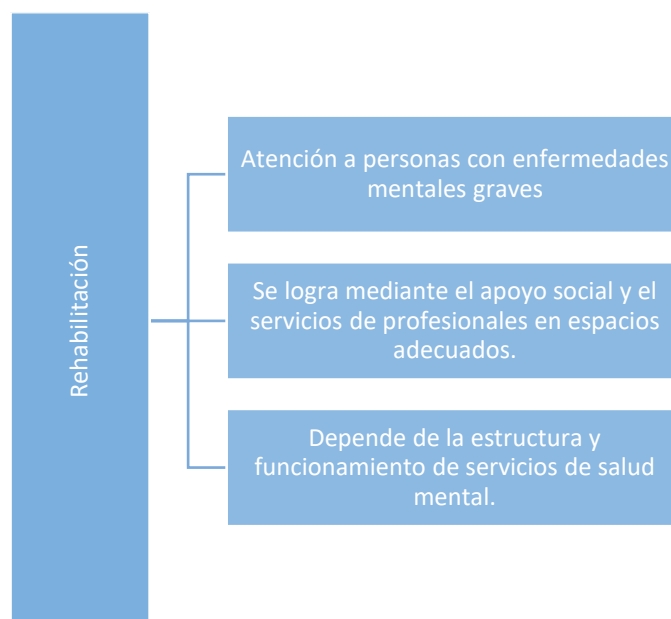 Rehabilitación
Atención a personas con enfermedades
mentales graves
Se logra mediante el apoyo social y el
servicios de profesionales en espacios
adecuados.
Depende de la estructura y
funcionamiento de servicios de salud
mental.